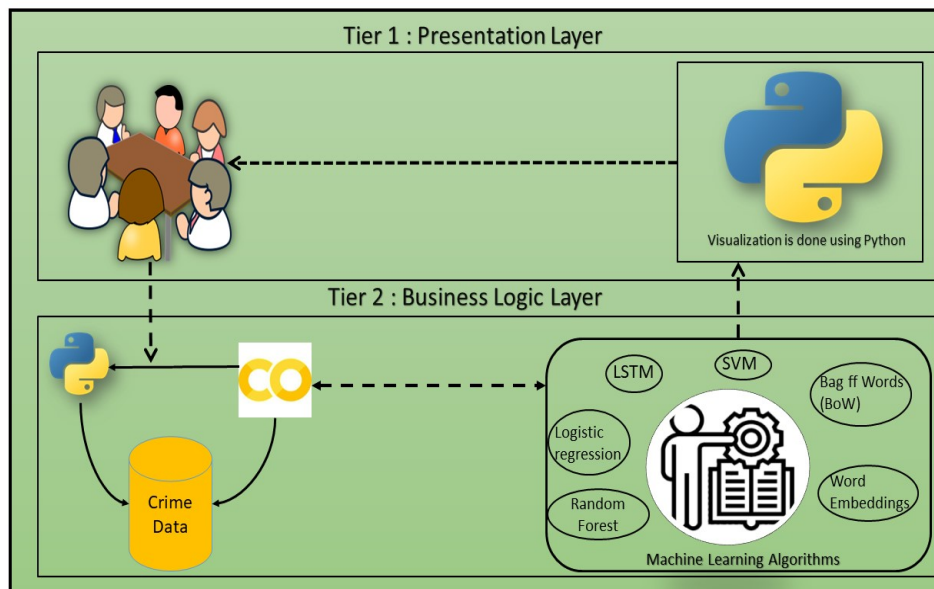 Tier 1 : Presentation Layer
Visualization is done using Python
Tier 2 : Business Logic Layer
LSTM
SVM
Bag ff Words
(BoW)
Logistic
regression
Crime
Data
Random
Forest
Word
Embeddings
Machine Learning Algorithms